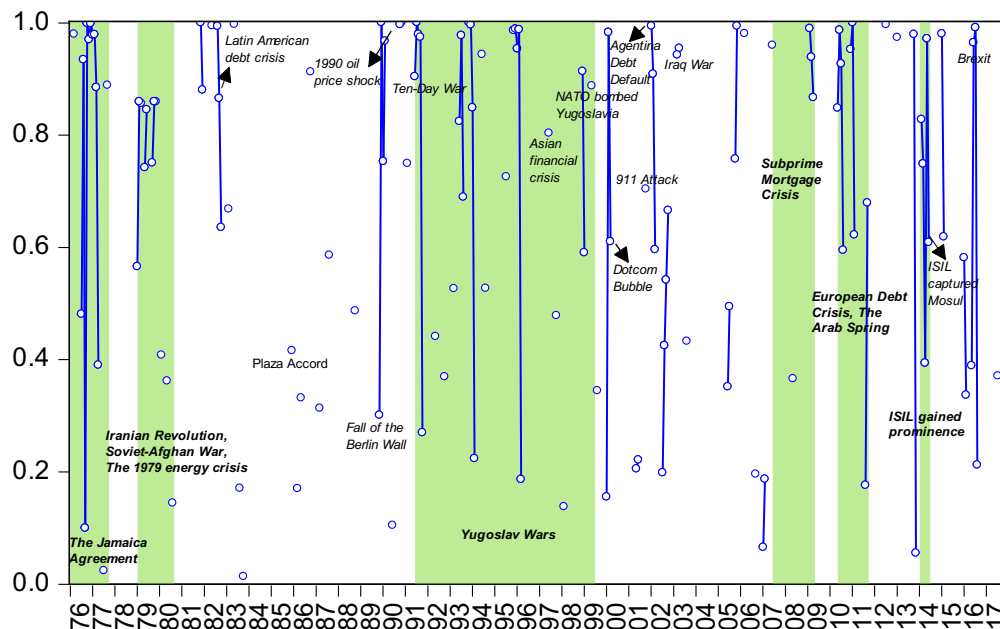 1.0
0.8
0.6
0.4
0.2
0.0
Latin American
debt crisis
1990 oil
price shock
Ten-Day War
Agentina
Debt
Default
Iraq War
Brexit
NATO bombed
Yugoslavia
Asian
financial
crisis
911 Attack
Subprime
Mortgage
Crisis
Dotcom
Bubble
ISIL
captured
Mosul
European Debt
Crisis, The
Arab Spring
Plaza Accord
Fall of the
Berlin Wall
ISIL gained
prominence
Iranian Revolution,
Soviet-Afghan War,
The 1979 energy crisis
Yugoslav Wars
The Jamaica
Agreement
76 77 78 79 80 81 82 83 84 85 86 87 88 89 90 91 92 93 94 95 96 97 98 99 00 01 02 03 04 05 06 07 08 09 10 11 12 13 14 15 16 17